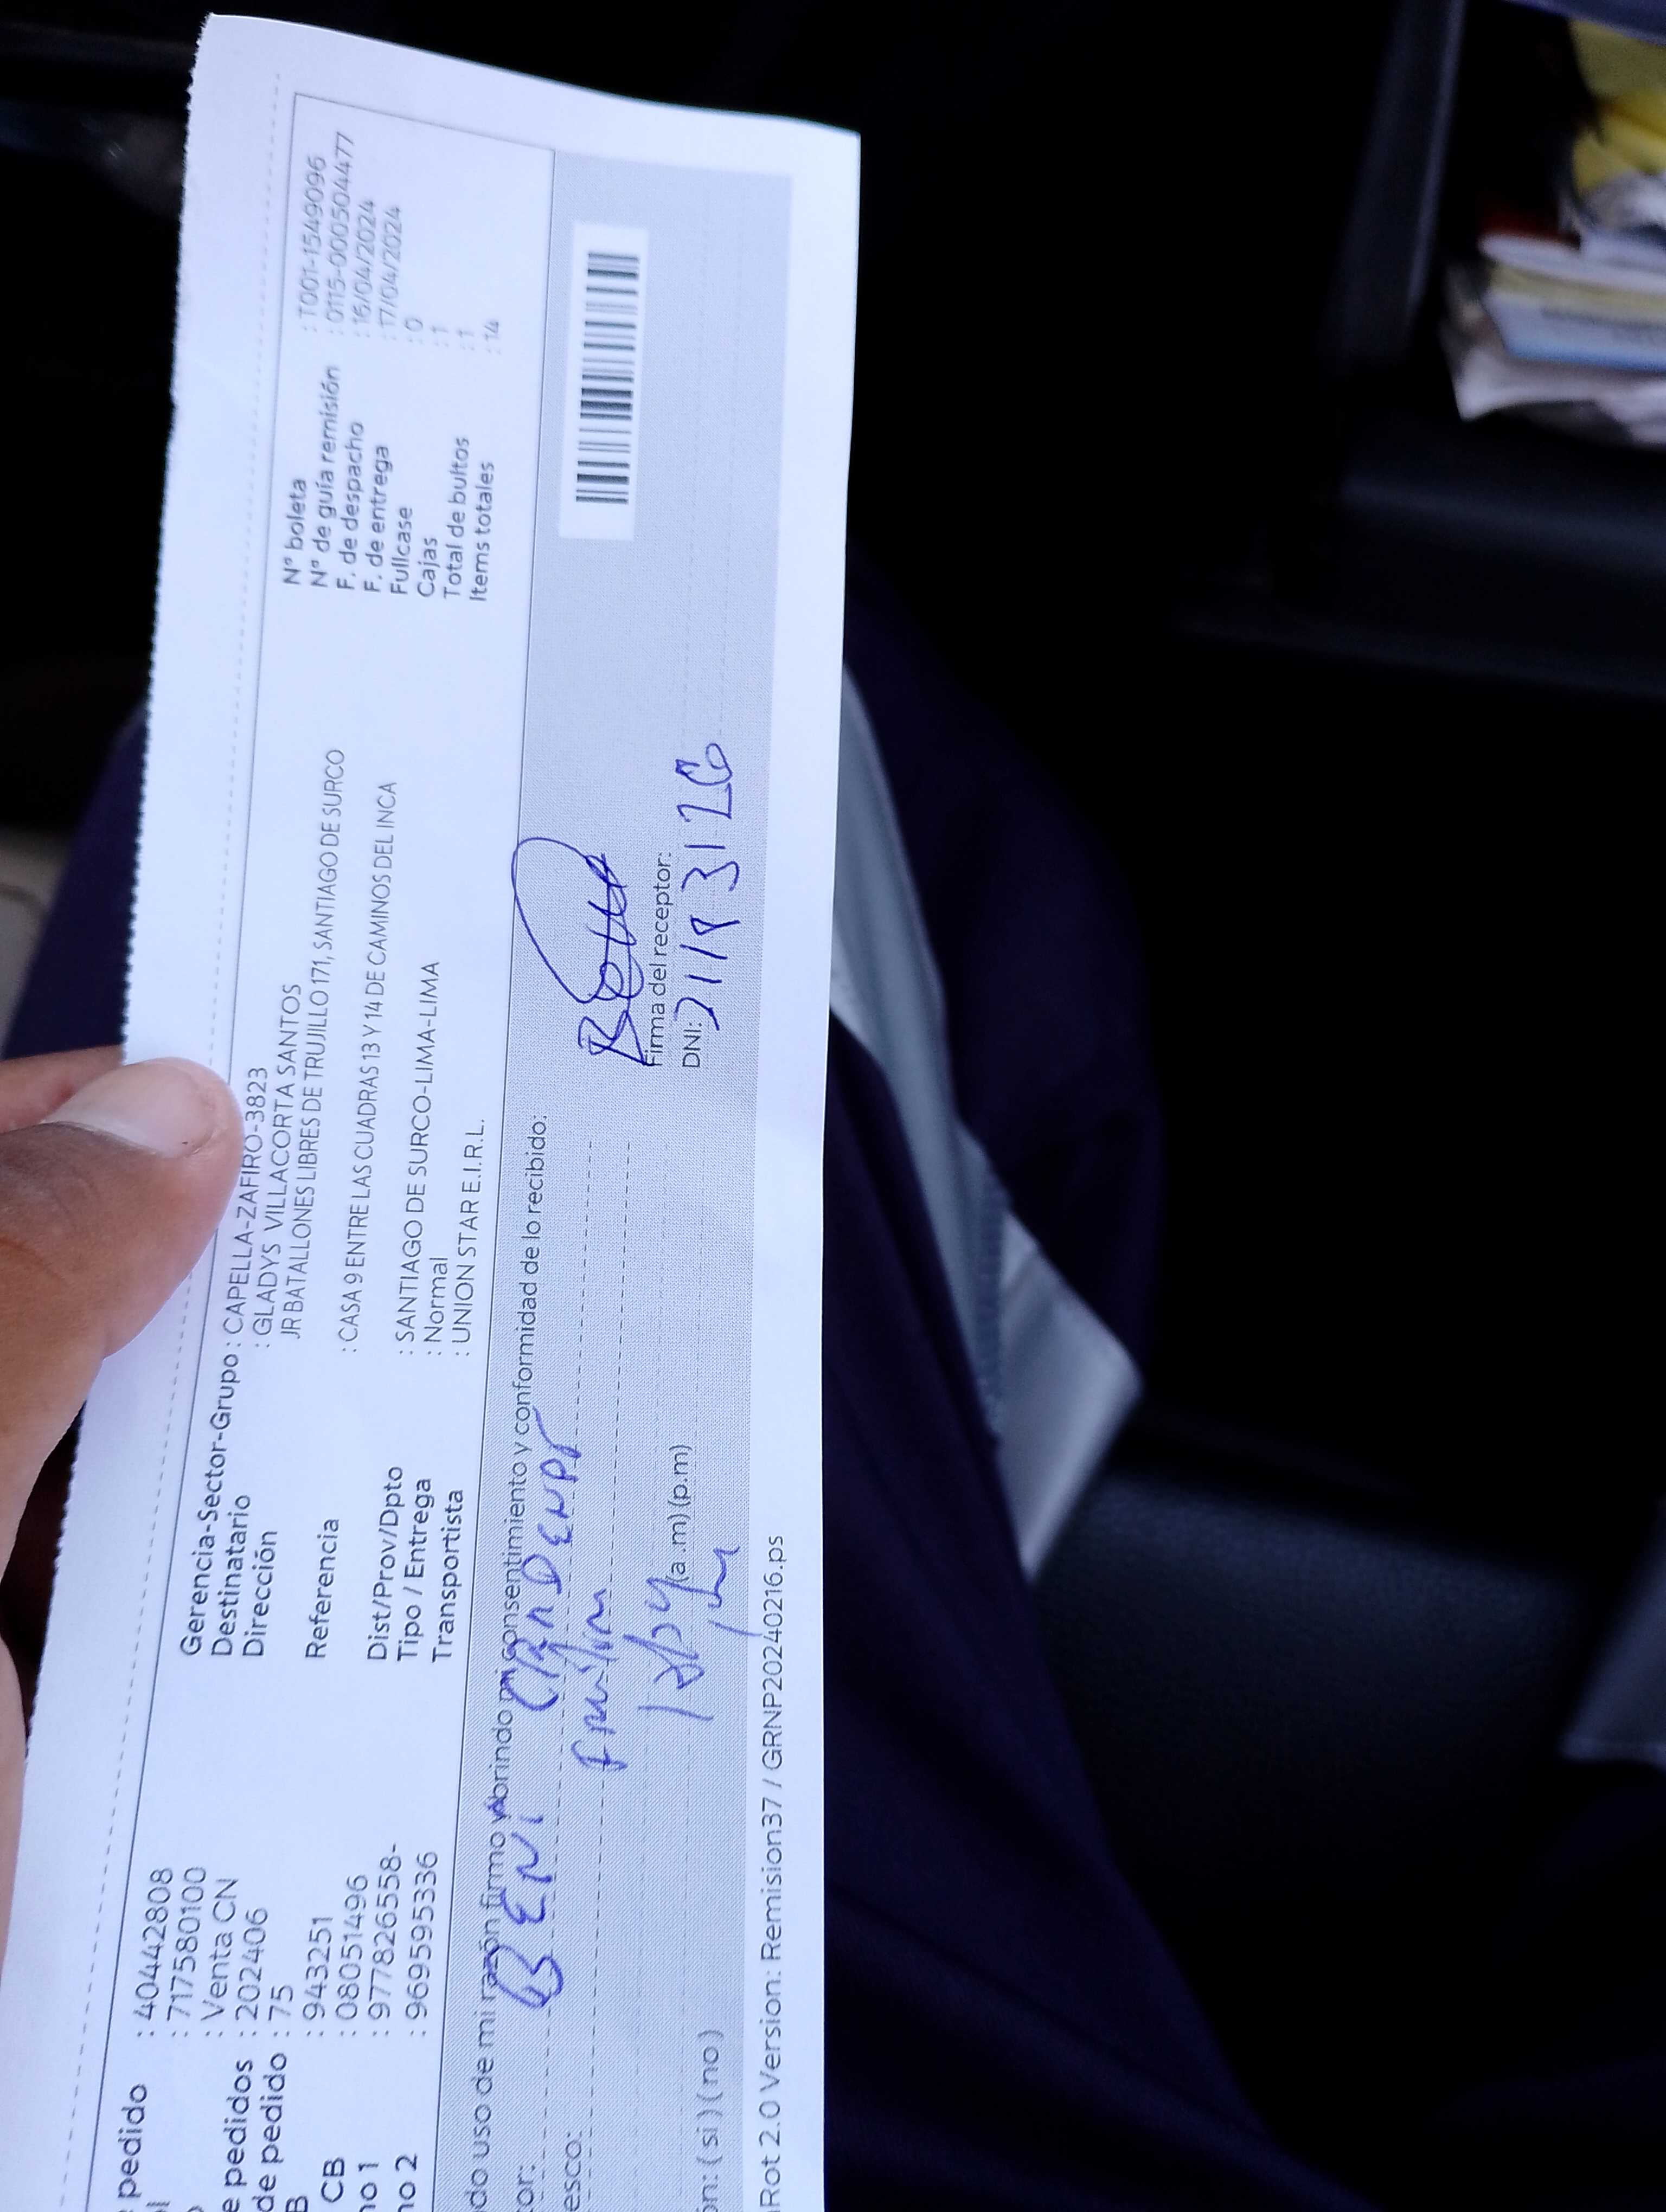 pedido : 40442808
: 717580100
: Venta CN
e pedidos : 202406
de pedido : 75
: 943251
CB : 08051496
no 1 : 977826558-
no 2 : 969595336
Gerencia-Sector-Grupo : CAPELLA-ZAFIRO-3823
Destinatario : GLADYS VILLACORTA SANTOS
Dirección JR BATALLONES LIBRES DE TRUJILLO 171, SANTIAGO DE SURCO
Referencia : CASA 9 ENTRE LAS CUADRAS 13 Y 14 DE CAMINOS DEL INCA
Dist/Prov/Dpto : SANTIAGO DE SURCO-LIMA-LIMA
Tipo / Entrega : Normal
Transportista : UNION STAR E.I.R.L.
N° boleta : T001-1549096
N° de guía remisión : 0115-0005044477
F. de despacho : 16/04/2024
F. de entrega : 17/04/2024
Fullcase : 0
Cajas : 1
Total de bultos : 1
Items totales : 14
do uso de mi razón firmo y brindo mi consentimiento y conformidad de lo recibido:
tor:
esco:
Firma del receptor:
DNI:
ón: ( si ) ( no )
(a .m) (p.m)
Rot 2.0 Version: Remision37 / GRNP20240216.ps